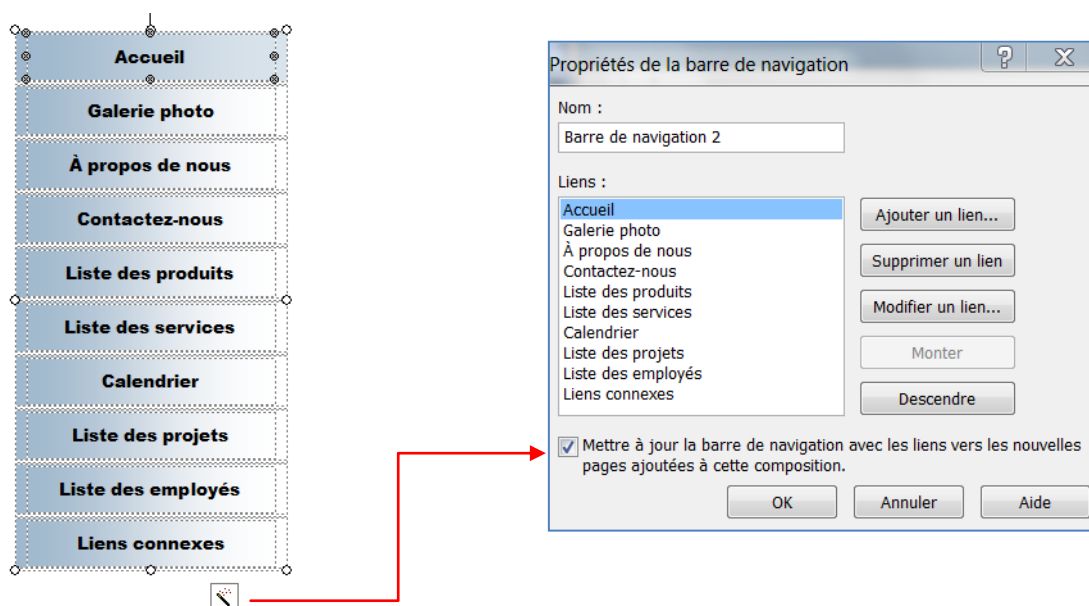 Accueil
Galerie photo
À propos de nous
Contactez-nous
Liste des produits
Liste des services
Calendrier
Liste des projets
Liste des employés
Liens connexes
Propriétés de la barre de navigation
?
X
Nom :
Barre de navigation 2
Liens :
Accueil
Galerie photo
À propos de nous
Contactez-nous
Liste des produits
Liste des services
Calendrier
Liste des projets
Liste des employés
Liens connexes
Ajouter un lien...
Supprimer un lien
Modifier un lien...
Monter
Descendre
Mettre à jour la barre de navigation avec les liens vers les nouvelles
pages ajoutées à cette composition.
OK
Annuler
Aide